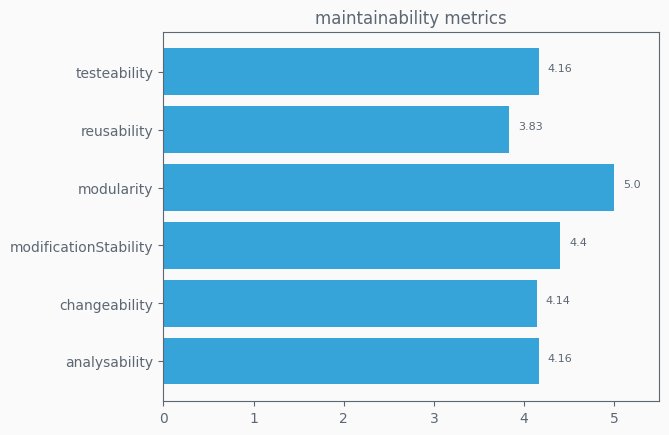 maintainability metrics
testeability
4.16
reusability
3.83
modularity
5.0
modificationStability
4.4
changeability
4.14
analysability
4.16
0 1 2 3 4 5